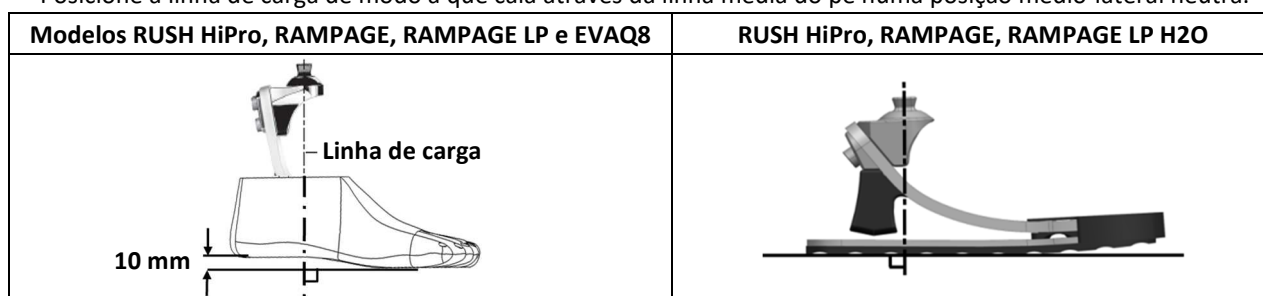 Posicione a linha de carga de modo a que caia através da linha média do pé numa posição médio-lateral neutra.
Modelos RUSH HiPro, RAMPAGE, RAMPAGE LP e EVAQ8
RUSH HiPro, RAMPAGE, RAMPAGE LP H2O
Linha de carga
10 mm